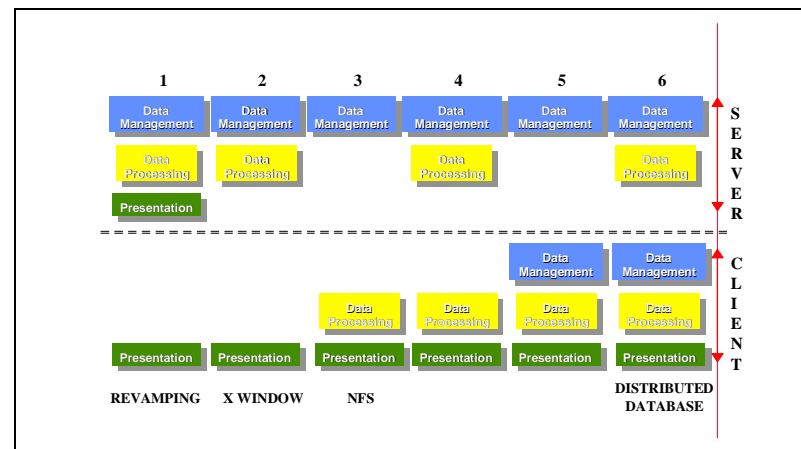 1 2 3 4 5 6
Data Management Data Management Data Management Data Management Data Management Data Management
Data Processing Data Processing Data Processing Data Processing
Presentation
SERVER
Data Management Data Management
Data Processing Data Processing Data Processing Data Processing
Presentation Presentation Presentation Presentation Presentation Presentation
CLIENT
REVAMPING X WINDOW NFS DISTRIBUTED DATABASE